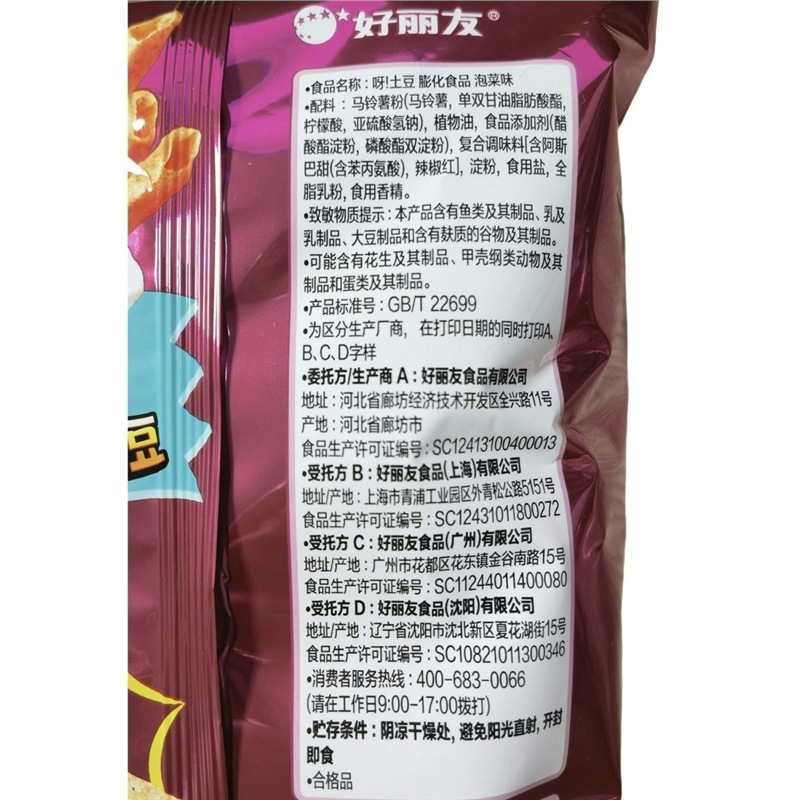 好丽友®
•食品名称：呀!土豆 膨化食品 泡菜味
•配料：马铃薯粉(马铃薯, 单双甘油脂肪酸酯,
柠檬酸, 亚硫酸氢钠), 植物油, 食品添加剂(醋
酸酯淀粉, 磷酸酯双淀粉), 复合调味料[含阿斯
巴甜(含苯丙氨酸), 辣椒红], 淀粉, 食用盐, 全
脂乳粉, 食用香精。
•致敏物质提示：本产品含有鱼类及其制品、乳及
乳制品、大豆制品和含有麸质的谷物及其制品。
•可能含有花生及其制品、甲壳纲类动物及其
制品和蛋类及其制品。
•产品标准号：GB/T 22699
•为区分生产厂商，在打印日期的同时打印A、
B、C、D字样
•委托方/生产商 A：好丽友食品有限公司
地址：河北省廊坊经济技术开发区全兴路11号
产地：河北省廊坊市
食品生产许可证编号：SC12413100400013
•受托方 B：好丽友食品(上海)有限公司
地址/产地：上海市青浦工业园区外青松公路5151号
食品生产许可证编号：SC12431011800272
•受托方 C：好丽友食品(广州)有限公司
地址/产地：广州市花都区花东镇金谷南路15号
食品生产许可证编号：SC11244011400080
•受托方 D：好丽友食品(沈阳)有限公司
地址/产地：辽宁省沈阳市沈北新区夏花湖街15号
食品生产许可证编号：SC10821011300346
•消费者服务热线：400-683-0066
(请在工作日9:00-17:00拨打)
•贮存条件：阴凉干燥处, 避免阳光直射, 开封
即食
•合格品
豆